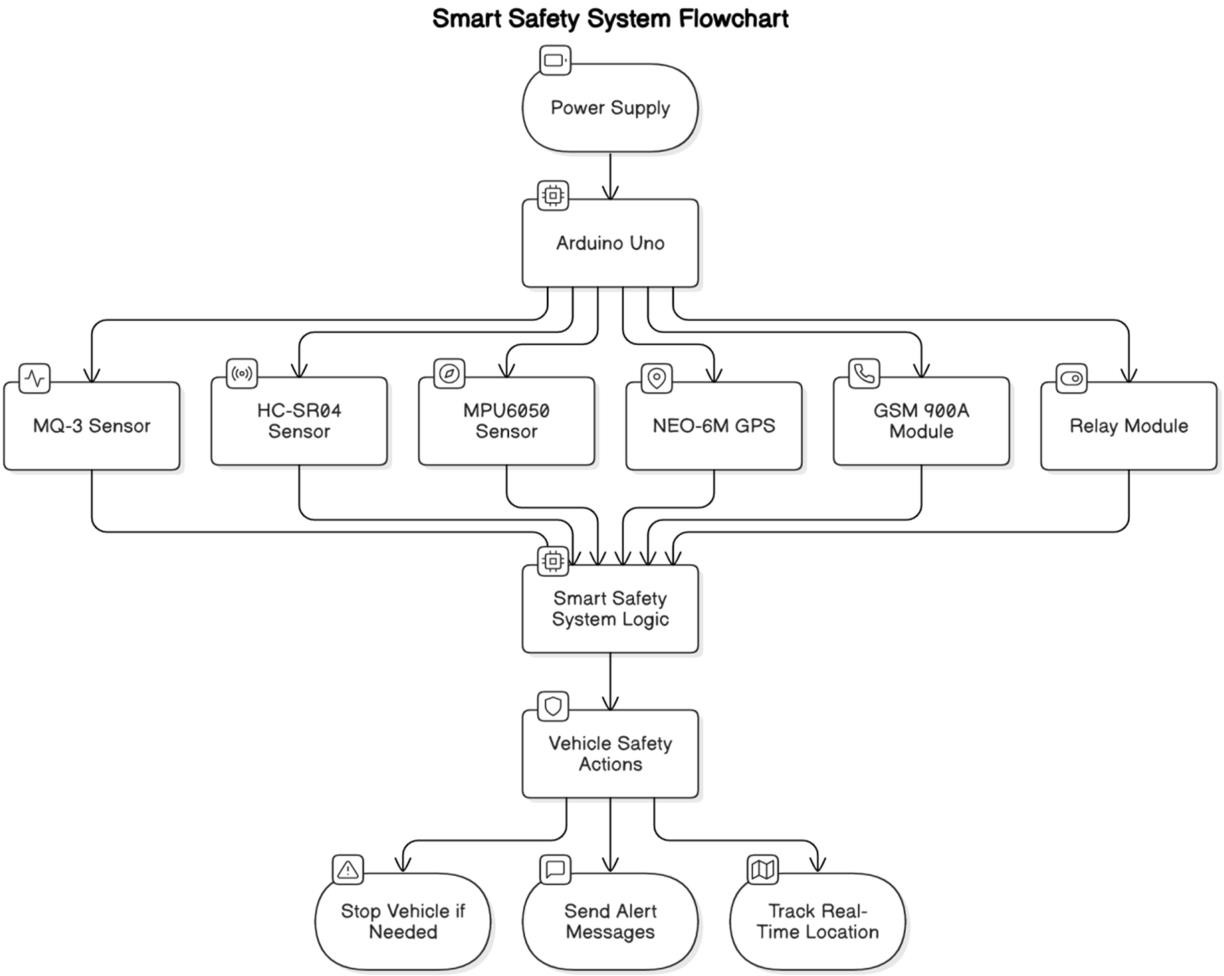 Smart Safety System Flowchart
Power Supply
Arduino Uno
MQ-3 Sensor
HC-SR04
Sensor
MPU6050
Sensor
NEO-6M GPS
GSM 900A
Module
Relay Module
Smart Safety
System Logic
Vehicle Safety
Actions
Stop Vehicle if
Needed
Send Alert
Messages
Track Real-
Time Location